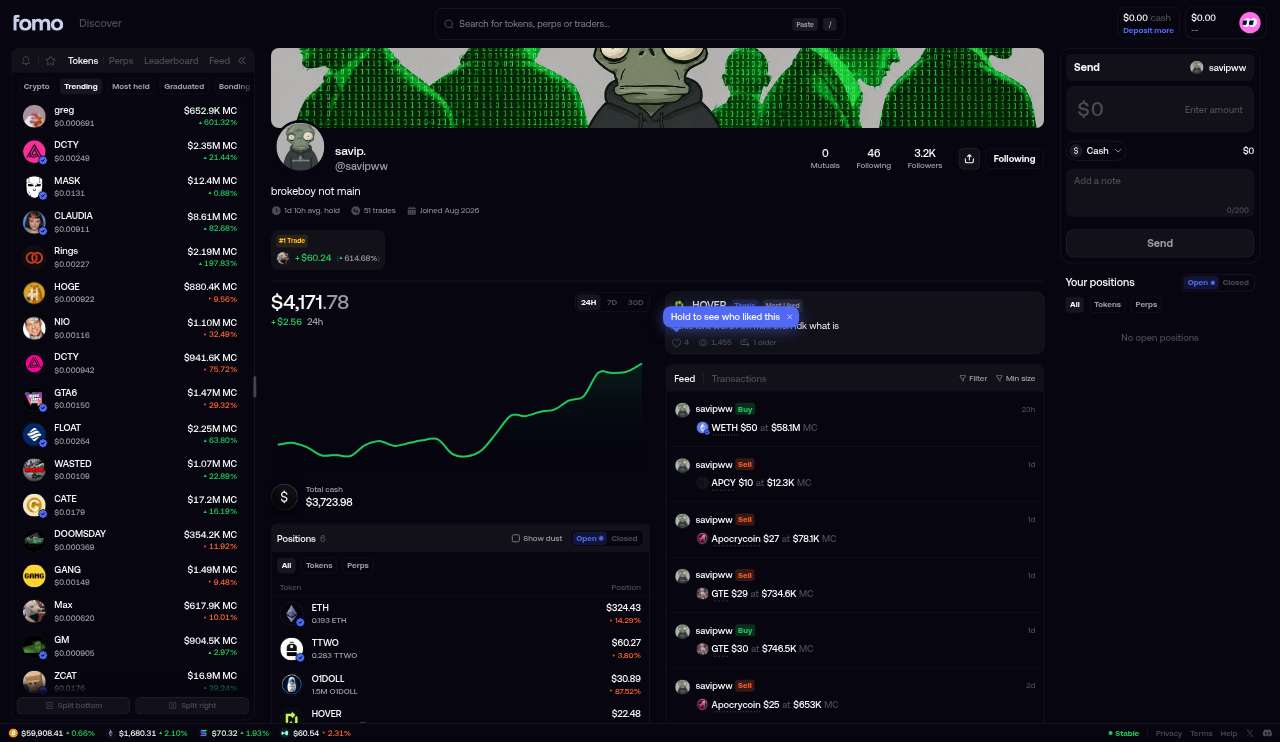 fomo
Discover
Search for tokens, perps or traders...
Paste
/
$0.00 cash
Deposit more
$0.00
--
Tokens Perps Leaderboard Feed
Crypto Trending Most held Graduated Bonding
greg $652.9K MC
$0.000691 601.32%
DCTY $2.35M MC
$0.00249 21.44%
MASK $12.4M MC
$0.0131 0.88%
CLAUDIA $8.61M MC
$0.00911 82.68%
Rings $2.19M MC
$0.00227 197.83%
HOGE $880.4K MC
$0.000922 9.56%
NIO $1.10M MC
$0.00116 32.49%
DCTY $941.6K MC
$0.000942 75.72%
GTA6 $1.47M MC
$0.00150 29.32%
FLOAT $2.25M MC
$0.00264 63.80%
WASTED $1.07M MC
$0.00109 22.89%
CATE $17.2M MC
$0.0179 16.19%
DOOMSDAY $354.2K MC
$0.000369 11.92%
GANG $1.49M MC
$0.00149 9.48%
Max $617.9K MC
$0.000620 10.01%
GM $904.5K MC
$0.000905 2.97%
ZCAT $16.9M MC
$0.0176 39.24%
Split bottom Split right
savip.
@savipww
0 Mutuals
46 Following
3.2K Followers
Following
brokeboy not main
1d 10h avg. hold 51 trades Joined Aug 2026
#1 Trade
+$60.24 614.68%
$4,171.78
+$2.56 24h
24H 7D 30D
$
Total cash
$3,723.98
Positions 6
Show dust Open Closed
All Tokens Perps
Token Position
ETH $324.43
0.193 ETH 14.29%
TTWO $60.27
0.283 TTWO 3.80%
O1DOLL $30.89
1.5M O1DOLL 87.52%
HOVER $22.48
HOVER Thesis Most Liked
Hold to see who liked this ×
idk what is
4 1,455 1 order
Feed Transactions
Filter Min size
savipww Buy 23h
WETH $50 at $58.1M MC
savipww Sell 1d
APCY $10 at $12.3K MC
savipww Sell 1d
Apocrycoin $27 at $78.1K MC
savipww Sell 1d
GTE $29 at $734.6K MC
savipww Buy 1d
GTE $30 at $746.5K MC
savipww Sell 2d
Apocrycoin $25 at $653K MC
Send savipww
$0 Enter amount
$ Cash $0
Add a note
0/200
Send
Your positions Open Closed
All Tokens Perps
No open positions
$59,908.41 0.66% $1,680.31 2.10% $70.32 1.93% $60.54 2.31%
Stable Privacy Terms Help